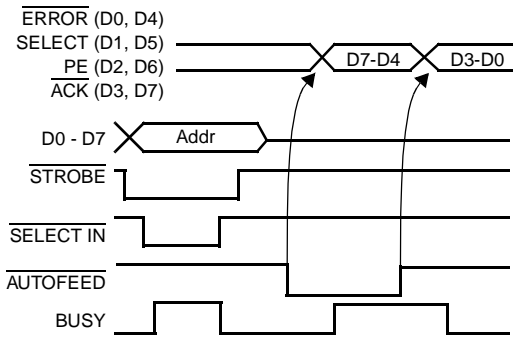 ERROR (D0, D4)
SELECT (D1, D5)
PE (D2, D6)
ACK (D3, D7)
D7-D4
D3-D0
D0 - D7
Addr
STROBE
SELECT IN
AUTOFEED
BUSY